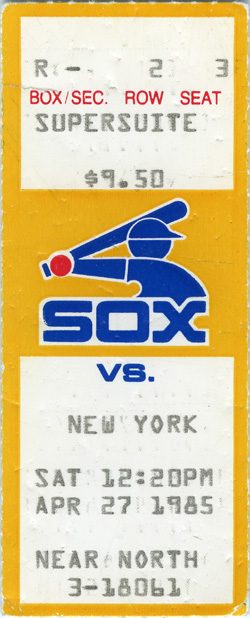 R - 2 3
BOX/SEC. ROW SEAT
SUPERSUITE
$9.50
SOX
VS.
NEW YORK
SAT 12:20PM
APR 27 1985
NEAR NORTH
3-18061